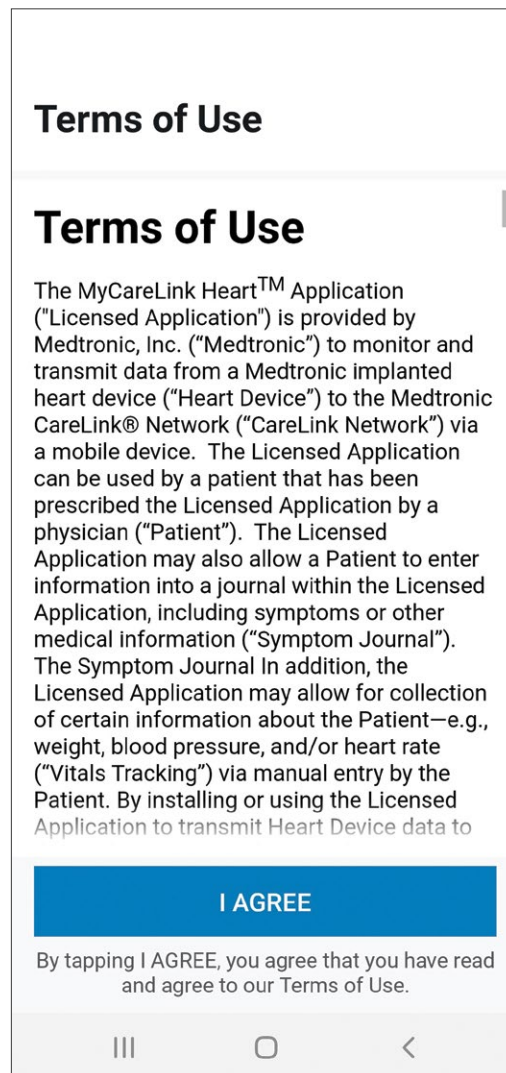 Terms of Use
Terms of Use
The MyCareLink Heart™ Application
("Licensed Application") is provided by
Medtronic, Inc. (“Medtronic”) to monitor and
transmit data from a Medtronic implanted
heart device (“Heart Device”) to the Medtronic
CareLink® Network (“CareLink Network”) via
a mobile device.  The Licensed Application
can be used by a patient that has been
prescribed the Licensed Application by a
physician (“Patient”).  The Licensed
Application may also allow a Patient to enter
information into a journal within the Licensed
Application, including symptoms or other
medical information (“Symptom Journal”).
The Symptom Journal In addition, the
Licensed Application may allow for collection
of certain information about the Patient—e.g.,
weight, blood pressure, and/or heart rate
(“Vitals Tracking”) via manual entry by the
Patient. By installing or using the Licensed
Application to transmit Heart Device data to
I AGREE
By tapping I AGREE, you agree that you have read
and agree to our Terms of Use.